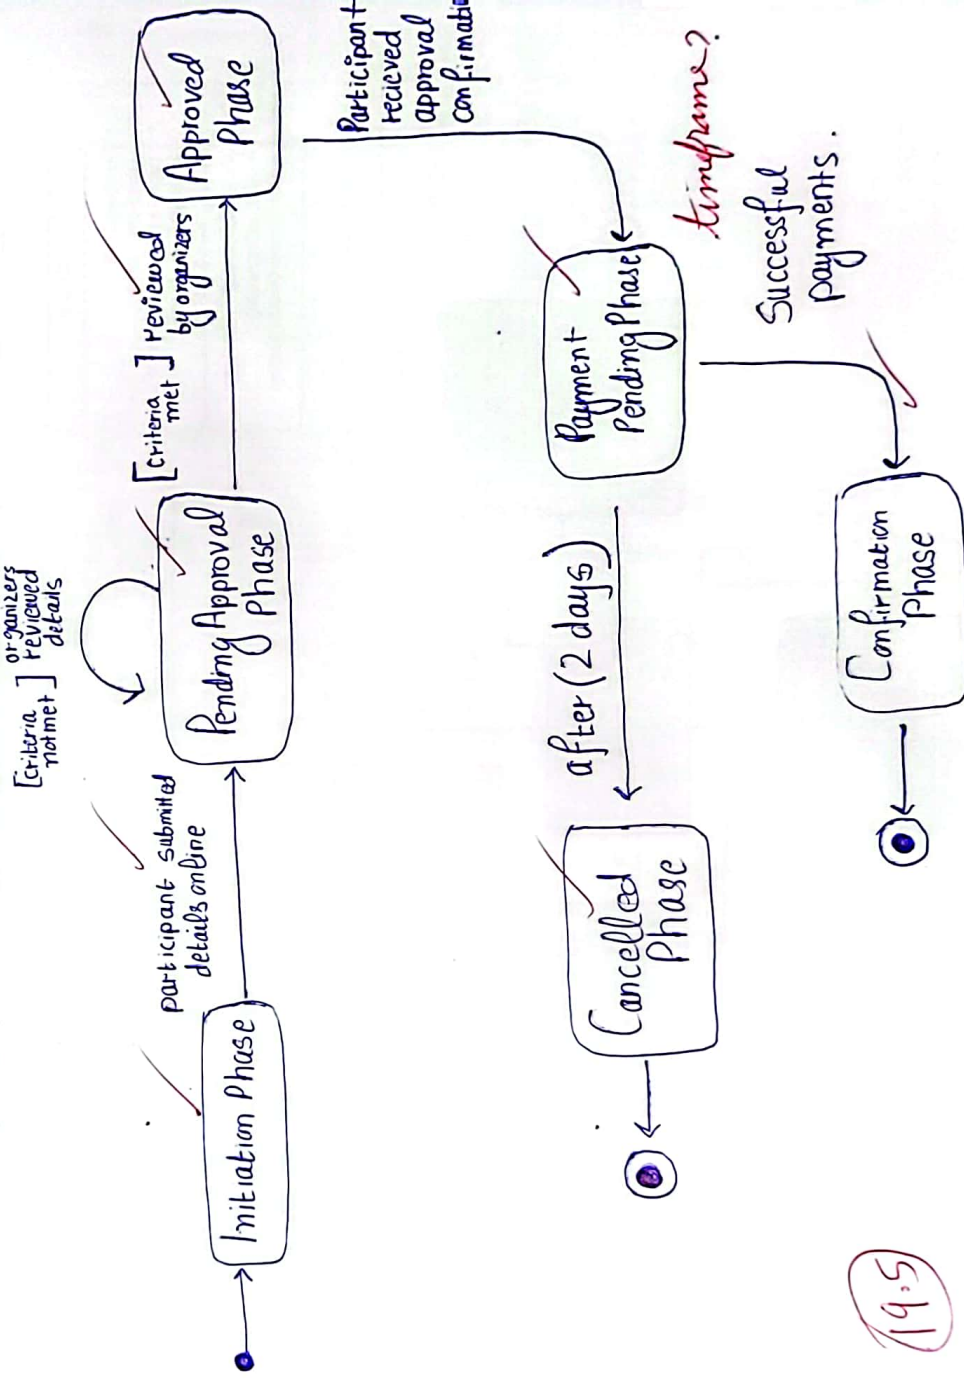 [criteria
not met]
organizers
reviewed
details
Initiation Phase
participant submitted
details online
Pending Approval
Phase
[criteria
met]
reviewed
by organizers
Approved
Phase
Participant
recieved
approval
Cancelled
Phase
after (2 days)
Payment
Pending Phase
timeframe?
Successful
payments.
Confirmation
Phase
19.5